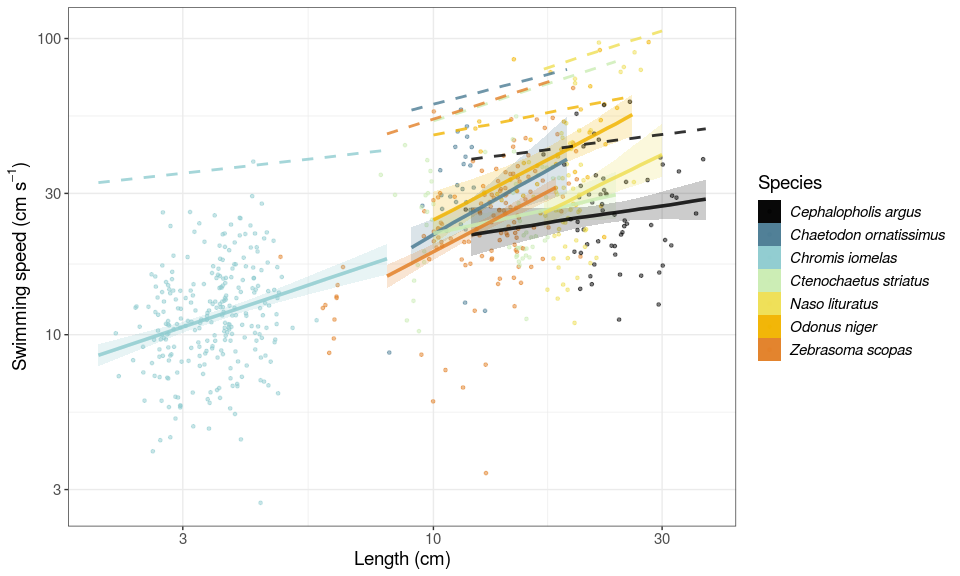 100
30
10
3
Swimming speed (cm s⁻¹)
3
10
30
Length (cm)
Species
Cephalopholis argus
Chaetodon ornatissimus
Chromis iomelas
Ctenochaetus striatus
Naso lituratus
Odonus niger
Zebrasoma scopas